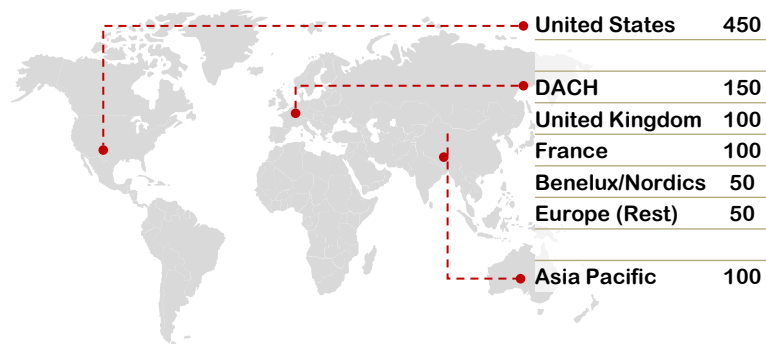 United States 450
DACH 150
United Kingdom 100
France 100
Benelux/Nordics 50
Europe (Rest) 50
Asia Pacific 100